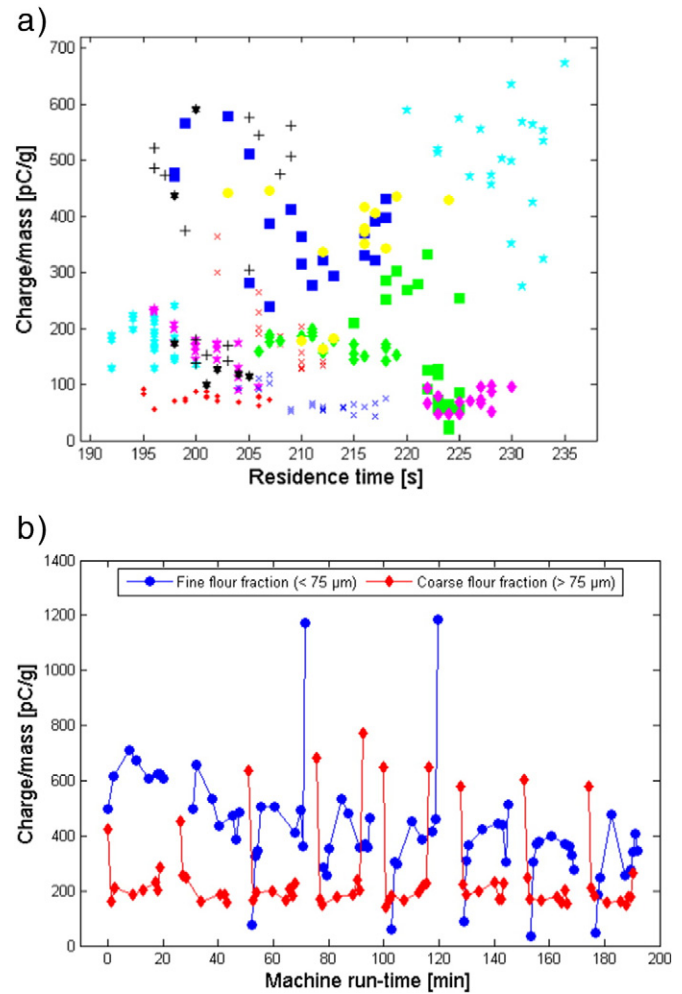 a)
700
600
500
400
300
200
100
0
Charge/mass [pC/g]
190 195 200 205 210 215 220 225 230 235
Residence time [s]
b)
1400
1200
1000
800
600
400
200
0
Charge/mass [pC/g]
Fine flour fraction (< 75 µm) Coarse flour fraction (> 75 µm)
0 20 40 60 80 100 120 140 160 180 200
Machine run-time [min]